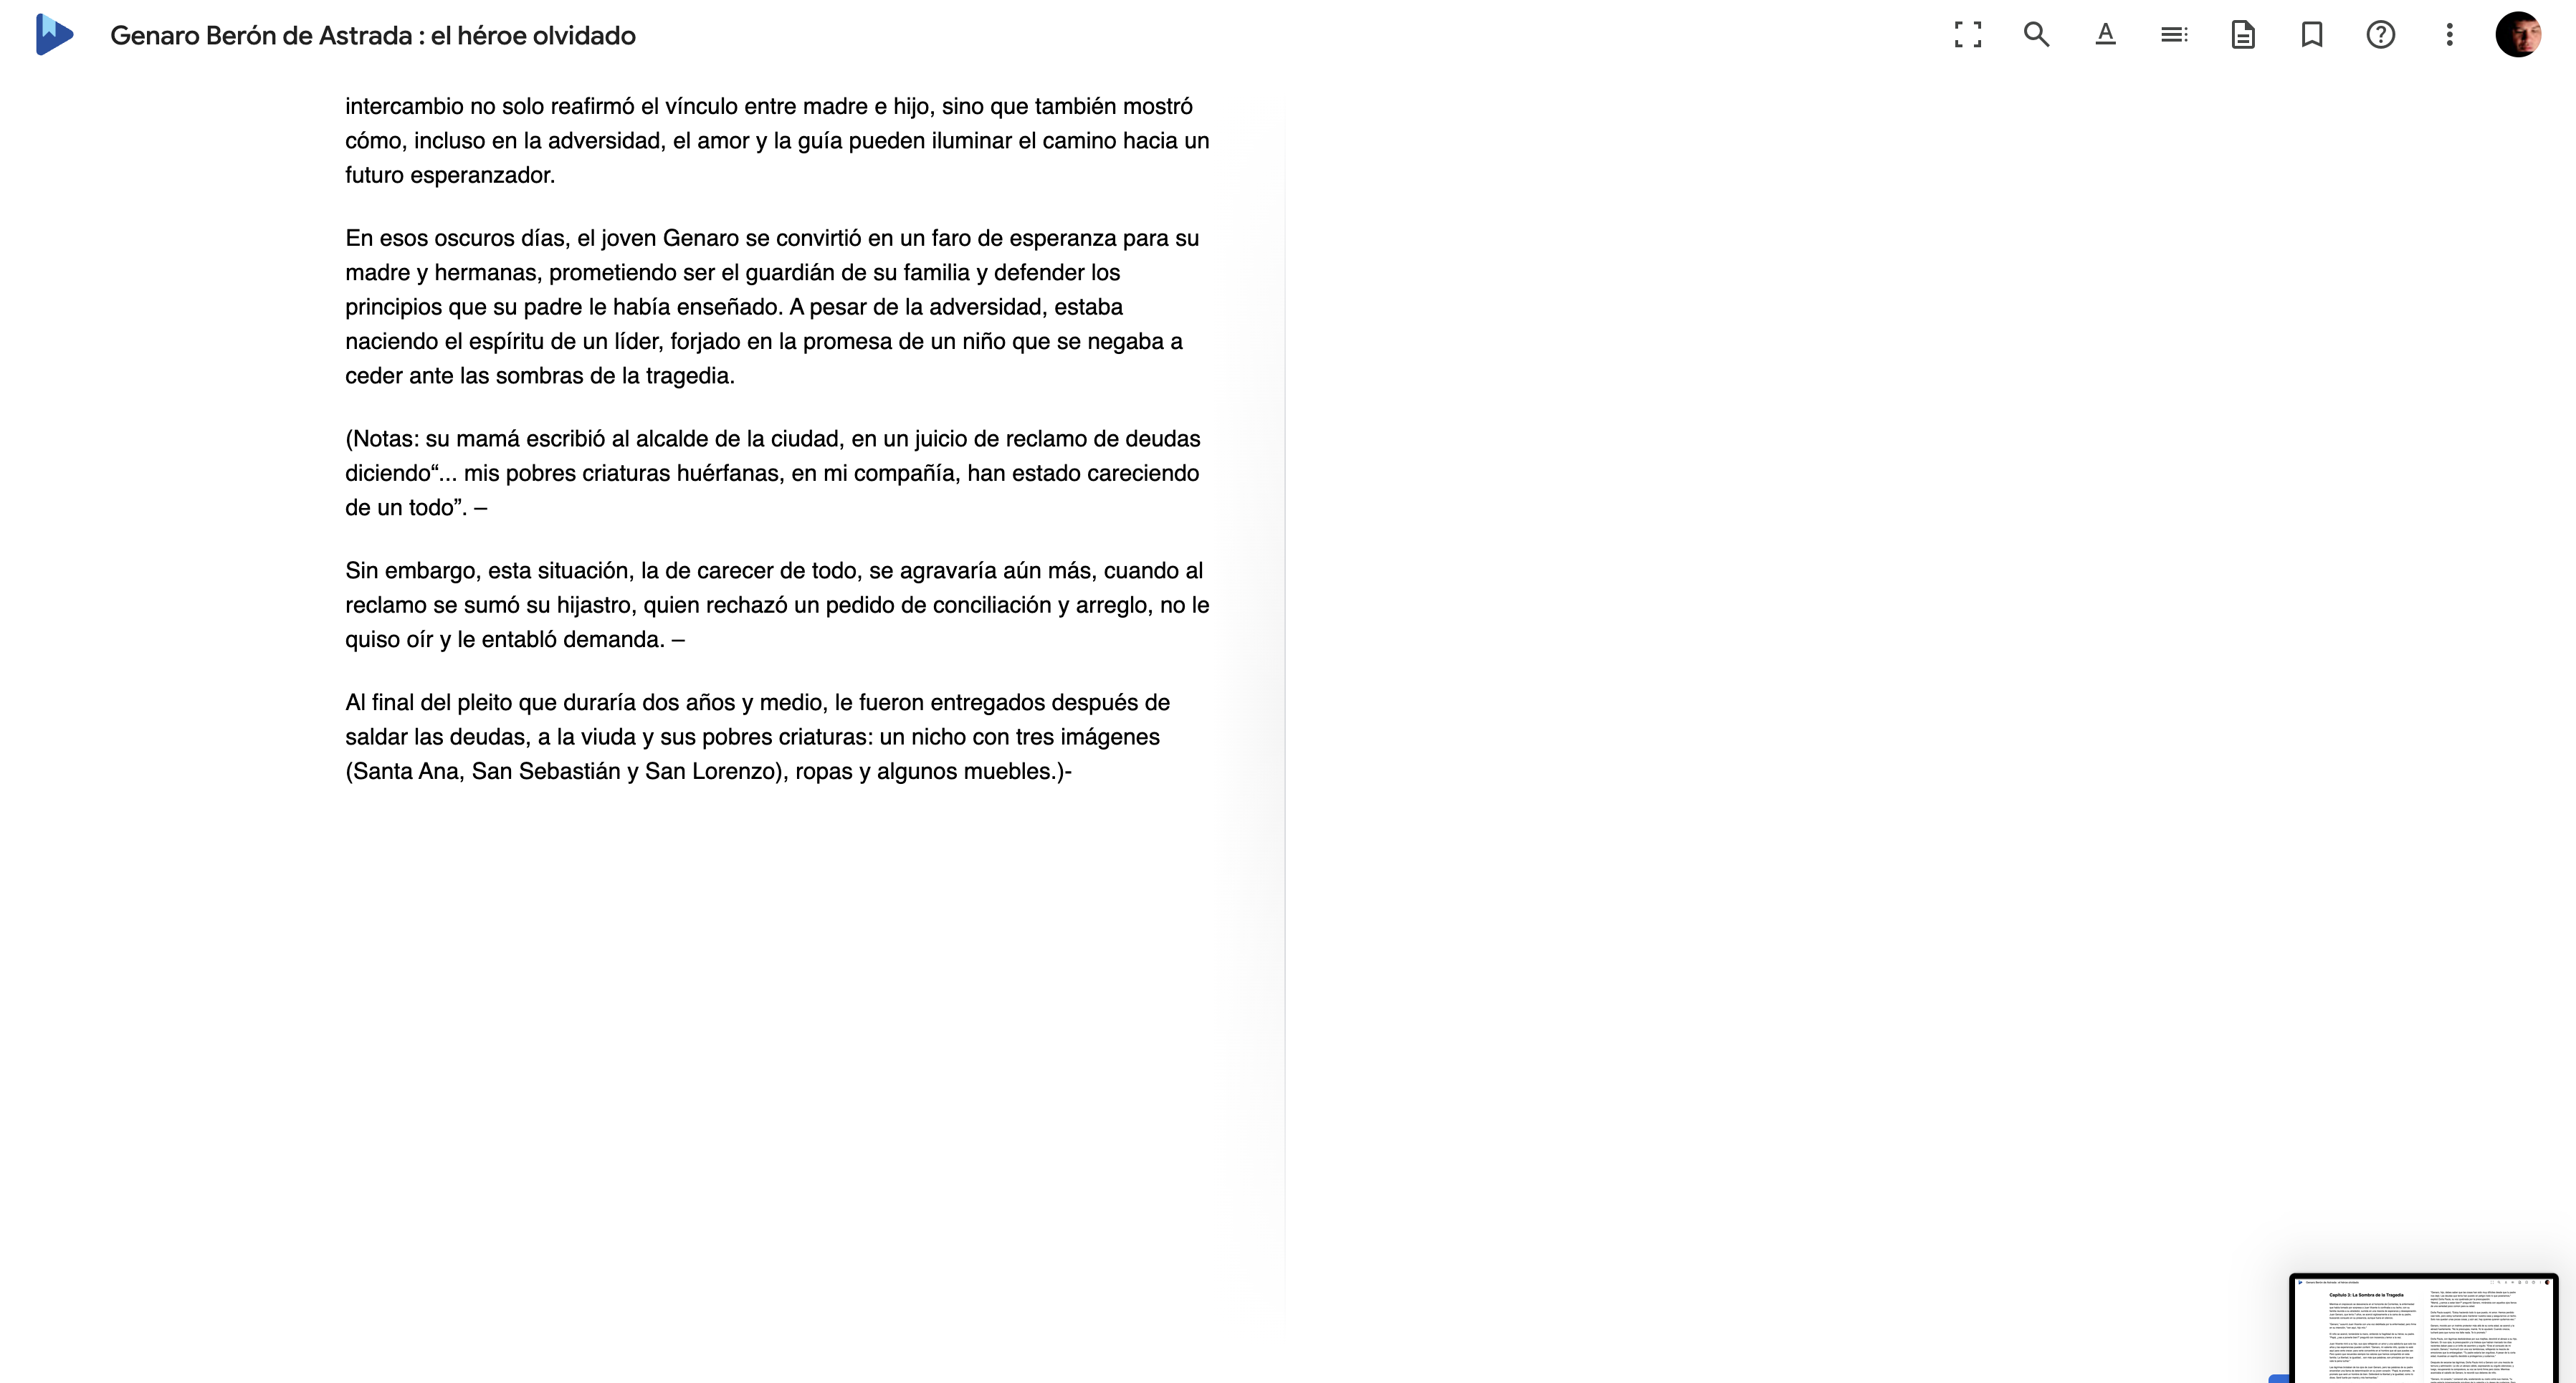 Genaro Berón de Astrada : el héroe olvidado
intercambio no solo reafirmó el vínculo entre madre e hijo, sino que también mostró
cómo, incluso en la adversidad, el amor y la guía pueden iluminar el camino hacia un
futuro esperanzador.
En esos oscuros días, el joven Genaro se convirtió en un faro de esperanza para su
madre y hermanas, prometiendo ser el guardián de su familia y defender los
principios que su padre le había enseñado. A pesar de la adversidad, estaba
naciendo el espíritu de un líder, forjado en la promesa de un niño que se negaba a
ceder ante las sombras de la tragedia.
(Notas: su mamá escribió al alcalde de la ciudad, en un juicio de reclamo de deudas
diciendo“... mis pobres criaturas huérfanas, en mi compañía, han estado careciendo
de un todo”. –
Sin embargo, esta situación, la de carecer de todo, se agravaría aún más, cuando al
reclamo se sumó su hijastro, quien rechazó un pedido de conciliación y arreglo, no le
quiso oír y le entabló demanda. –
Al final del pleito que duraría dos años y medio, le fueron entregados después de
saldar las deudas, a la viuda y sus pobres criaturas: un nicho con tres imágenes
(Santa Ana, San Sebastián y San Lorenzo), ropas y algunos muebles.)-
Capítulo 3: La Sombra de la Tragedia